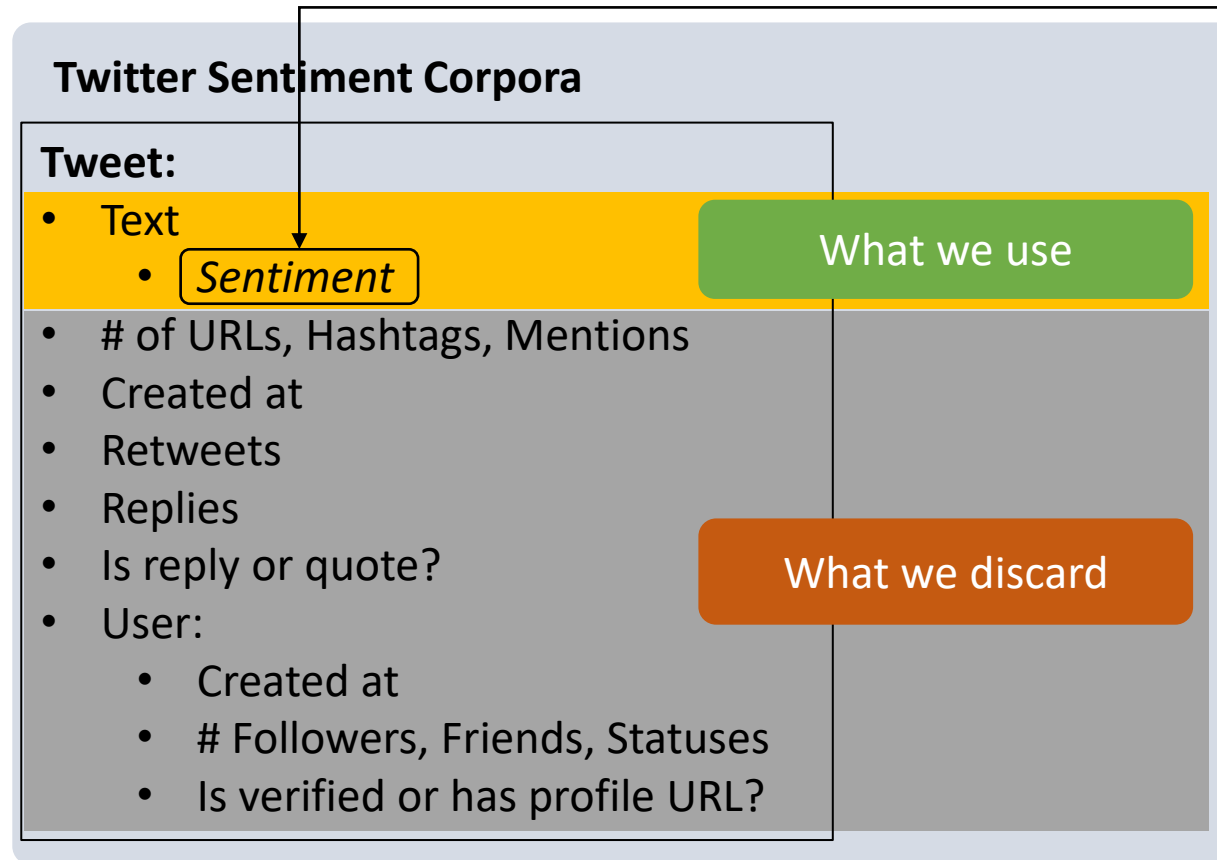 Twitter Sentiment Corpora
Tweet:
• Text
• Sentiment
What we use
• # of URLs, Hashtags, Mentions
• Created at
• Retweets
• Replies
• Is reply or quote?
What we discard
• User:
• Created at
• # Followers, Friends, Statuses
• Is verified or has profile URL?